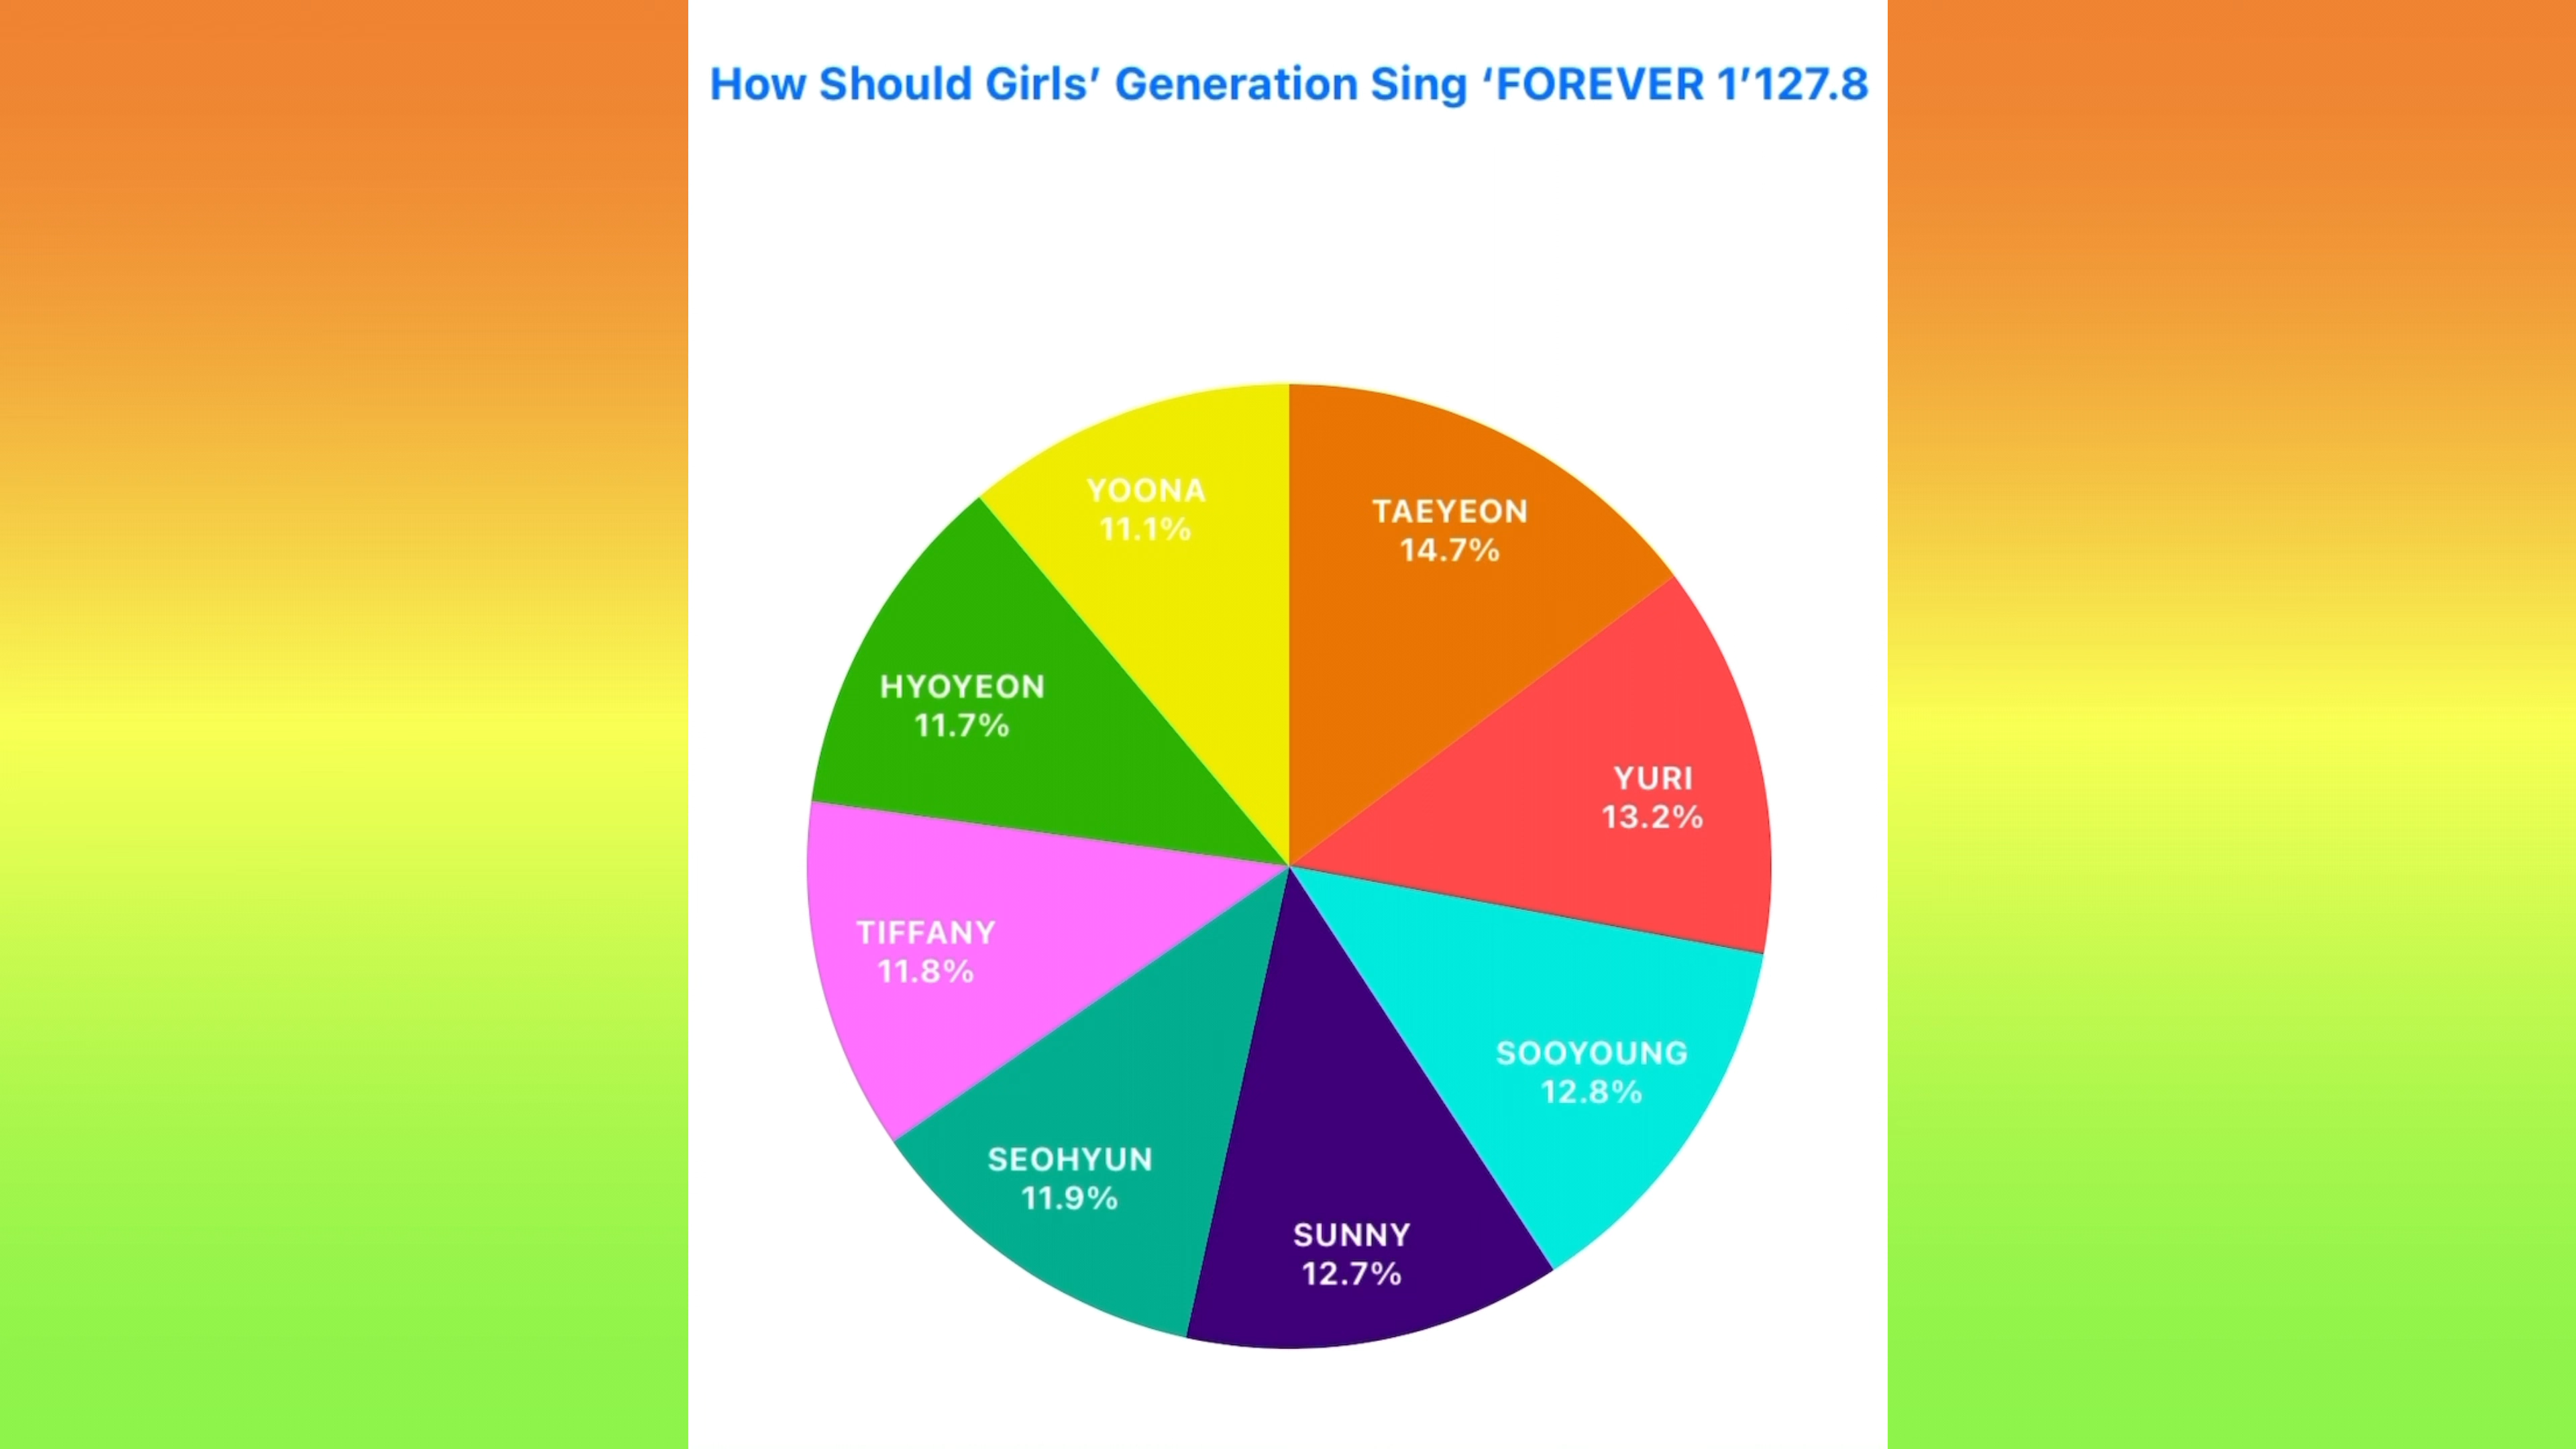 How Should Girls’ Generation Sing ‘FOREVER 1’127.8
YOONA
11.1%
TAEYEON
14.7%
HYOYEON
11.7%
YURI
13.2%
TIFFANY
11.8%
SOOYOUNG
12.8%
SEOHYUN
11.9%
SUNNY
12.7%